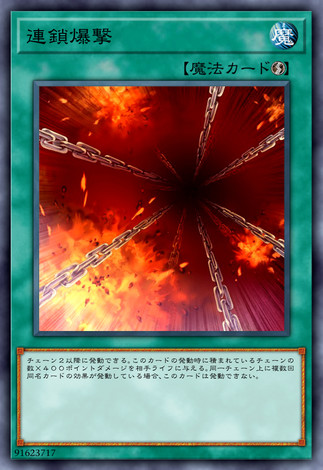 連鎖爆撃
魔
【魔法カード】
チェーン2以降に発動できる。このカードの発動時に積まれているチェーンの
数×400ポイントダメージを相手ライフに与える。同一チェーン上に複数回
同名カードの効果が発動している場合、このカードは発動できない。
91623717